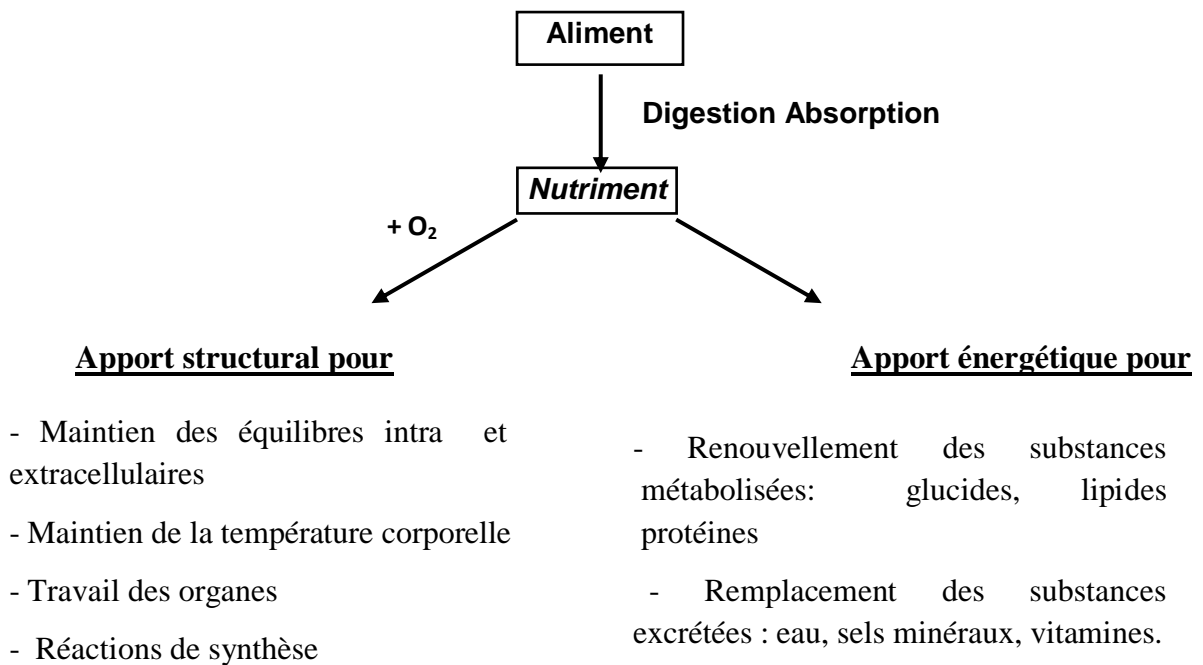 Aliment
Digestion Absorption
Nutriment
+ O₂
Apport structural pour
- Maintien des équilibres intra et
extracellulaires
- Maintien de la température corporelle
- Travail des organes
- Réactions de synthèse
Apport énergétique pour
- Renouvellement des substances
métabolisées: glucides, lipides
protéines
- Remplacement des substances
excrétées : eau, sels minéraux, vitamines.